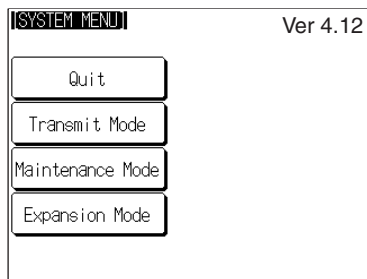 [SYSTEM MENU]
Ver 4.12
Quit
Transmit Mode
Maintenance Mode
Expansion Mode